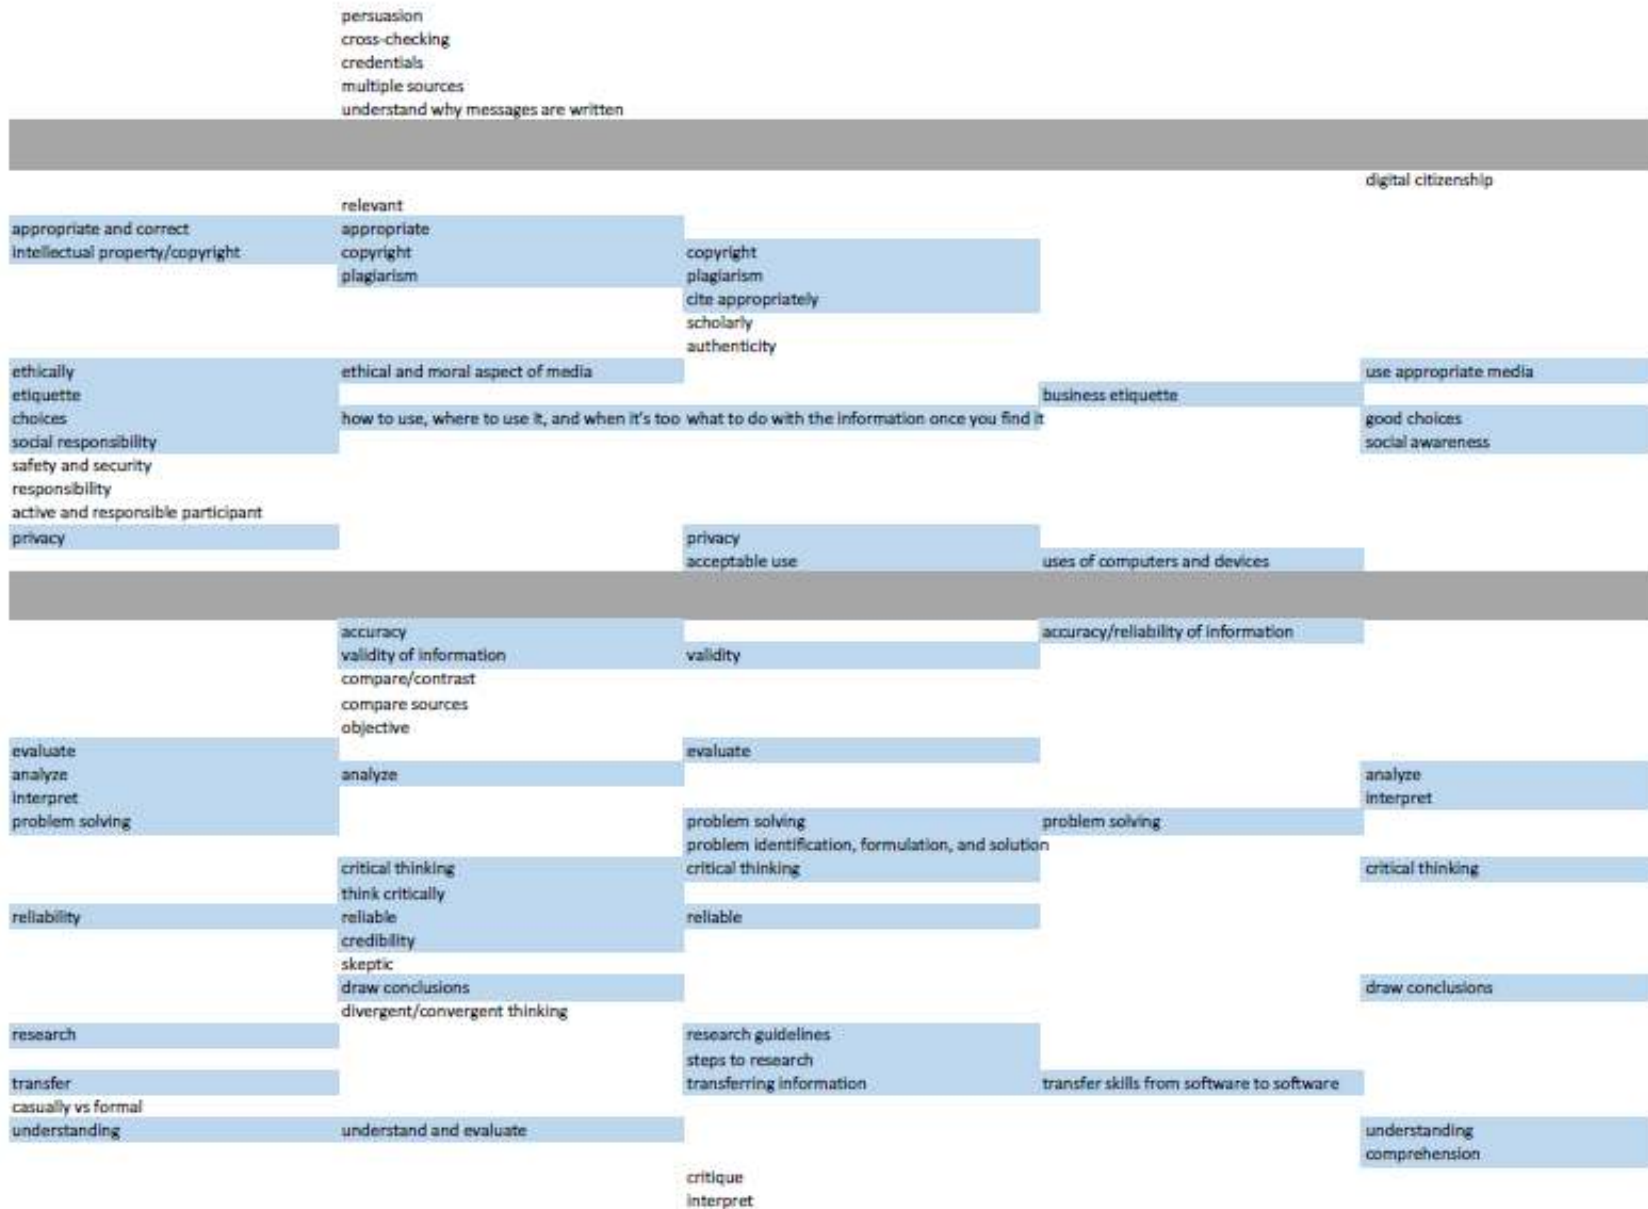 persuasion
cross-checking
credentials
multiple sources
understand why messages are written
digital citizenship
relevant
appropriate and correct appropriate
intellectual property/copyright copyright copyright
plagiarism plagiarism
cite appropriately
scholarly
authenticity
ethically ethical and moral aspect of media use appropriate media
etiquette business etiquette
choices how to use, where to use it, and when it's too what to do with the information once you find it good choices
social responsibility social awareness
safety and security
responsibility
active and responsible participant
privacy privacy
acceptable use uses of computers and devices
accuracy accuracy/reliability of information
validity of information validity
compare/contrast
compare sources
objective
evaluate evaluate
analyze analyze analyze
interpret interpret
problem solving problem solving problem solving
problem identification, formulation, and solution
critical thinking critical thinking critical thinking
think critically
reliability reliable reliable
credibility
skeptic
draw conclusions draw conclusions
divergent/convergent thinking
research research guidelines
steps to research
transfer transferring information transfer skills from software to software
casually vs formal
understanding understand and evaluate understanding
comprehension
critique
interpret